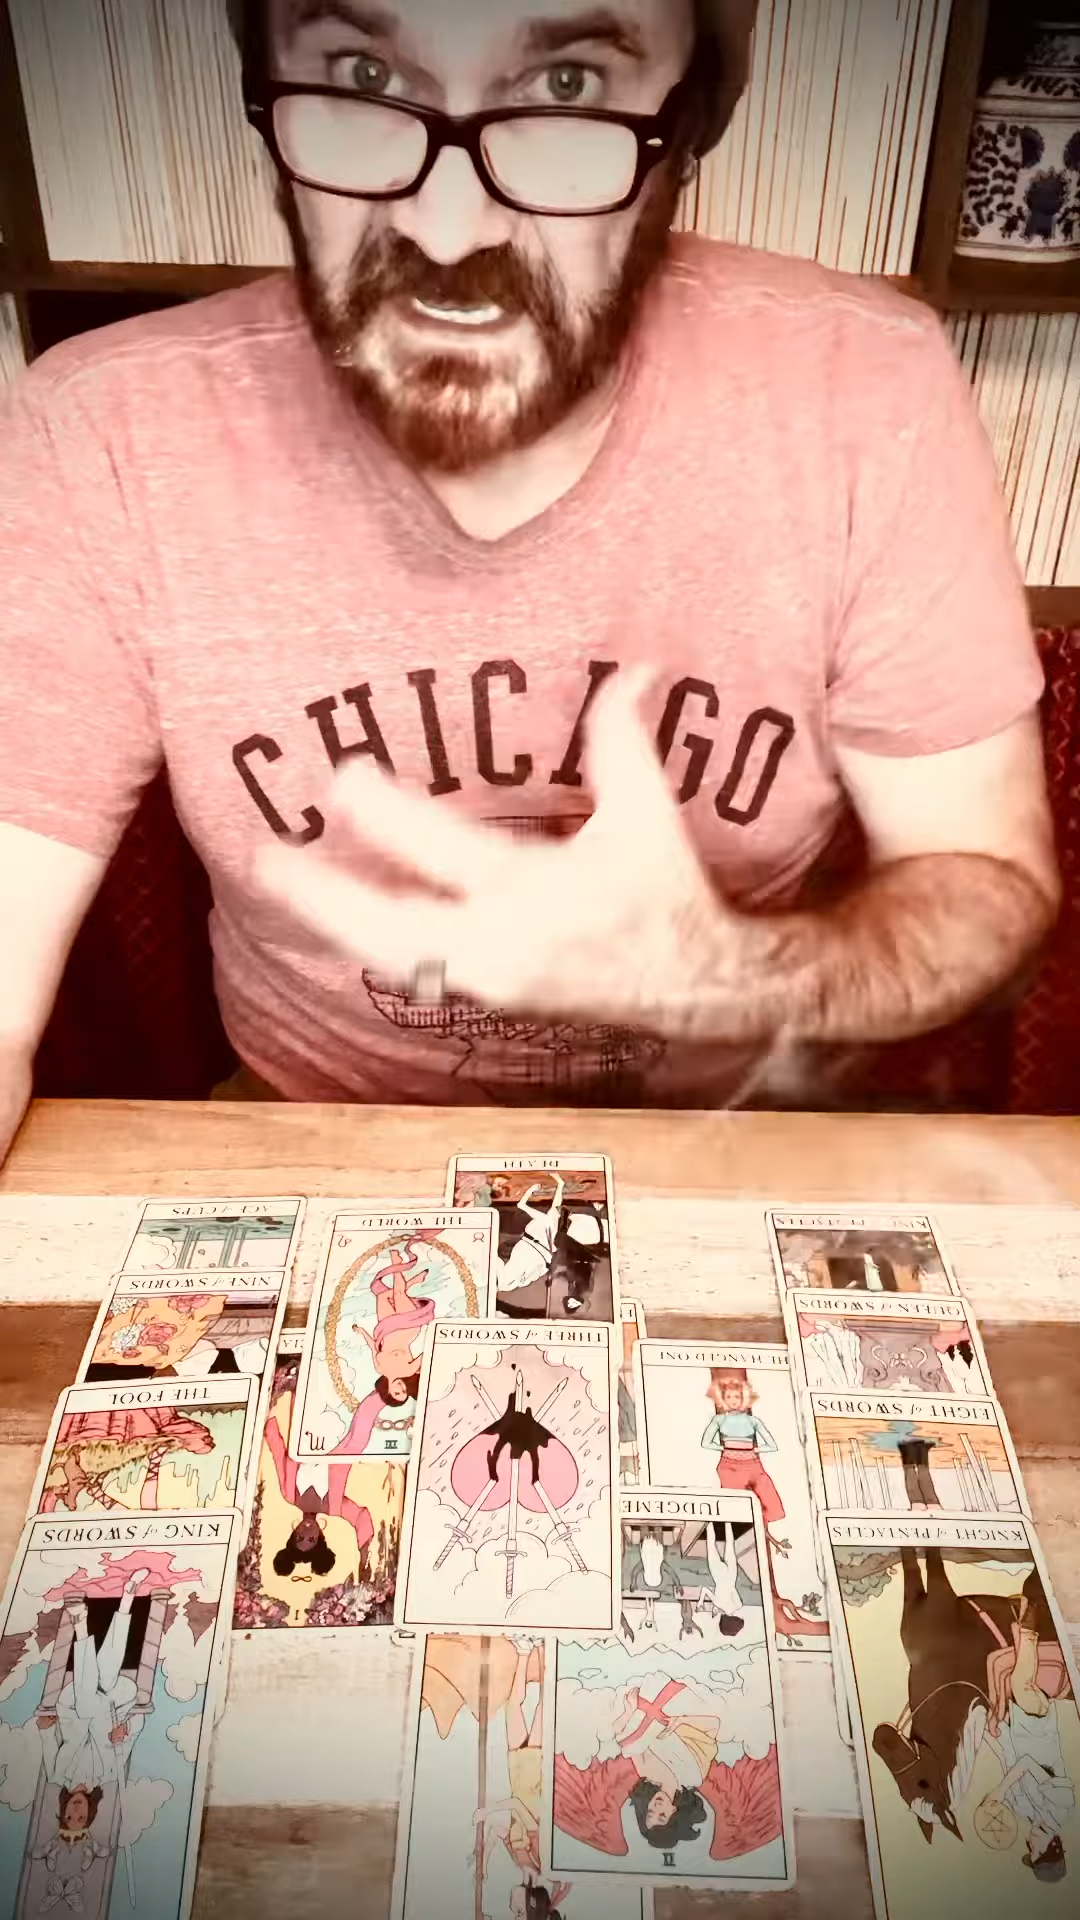 CHICAGO
DEATH
ACE of CUPS
THE WORLD
NINE of SWORDS
THREE of SWORDS
QUEEN of SWORDS
THE HANGED ONE
THE FOOL
EIGHT of SWORDS
JUDGEME
KING of SWORDS
KNIGHT of PENTACLES
I